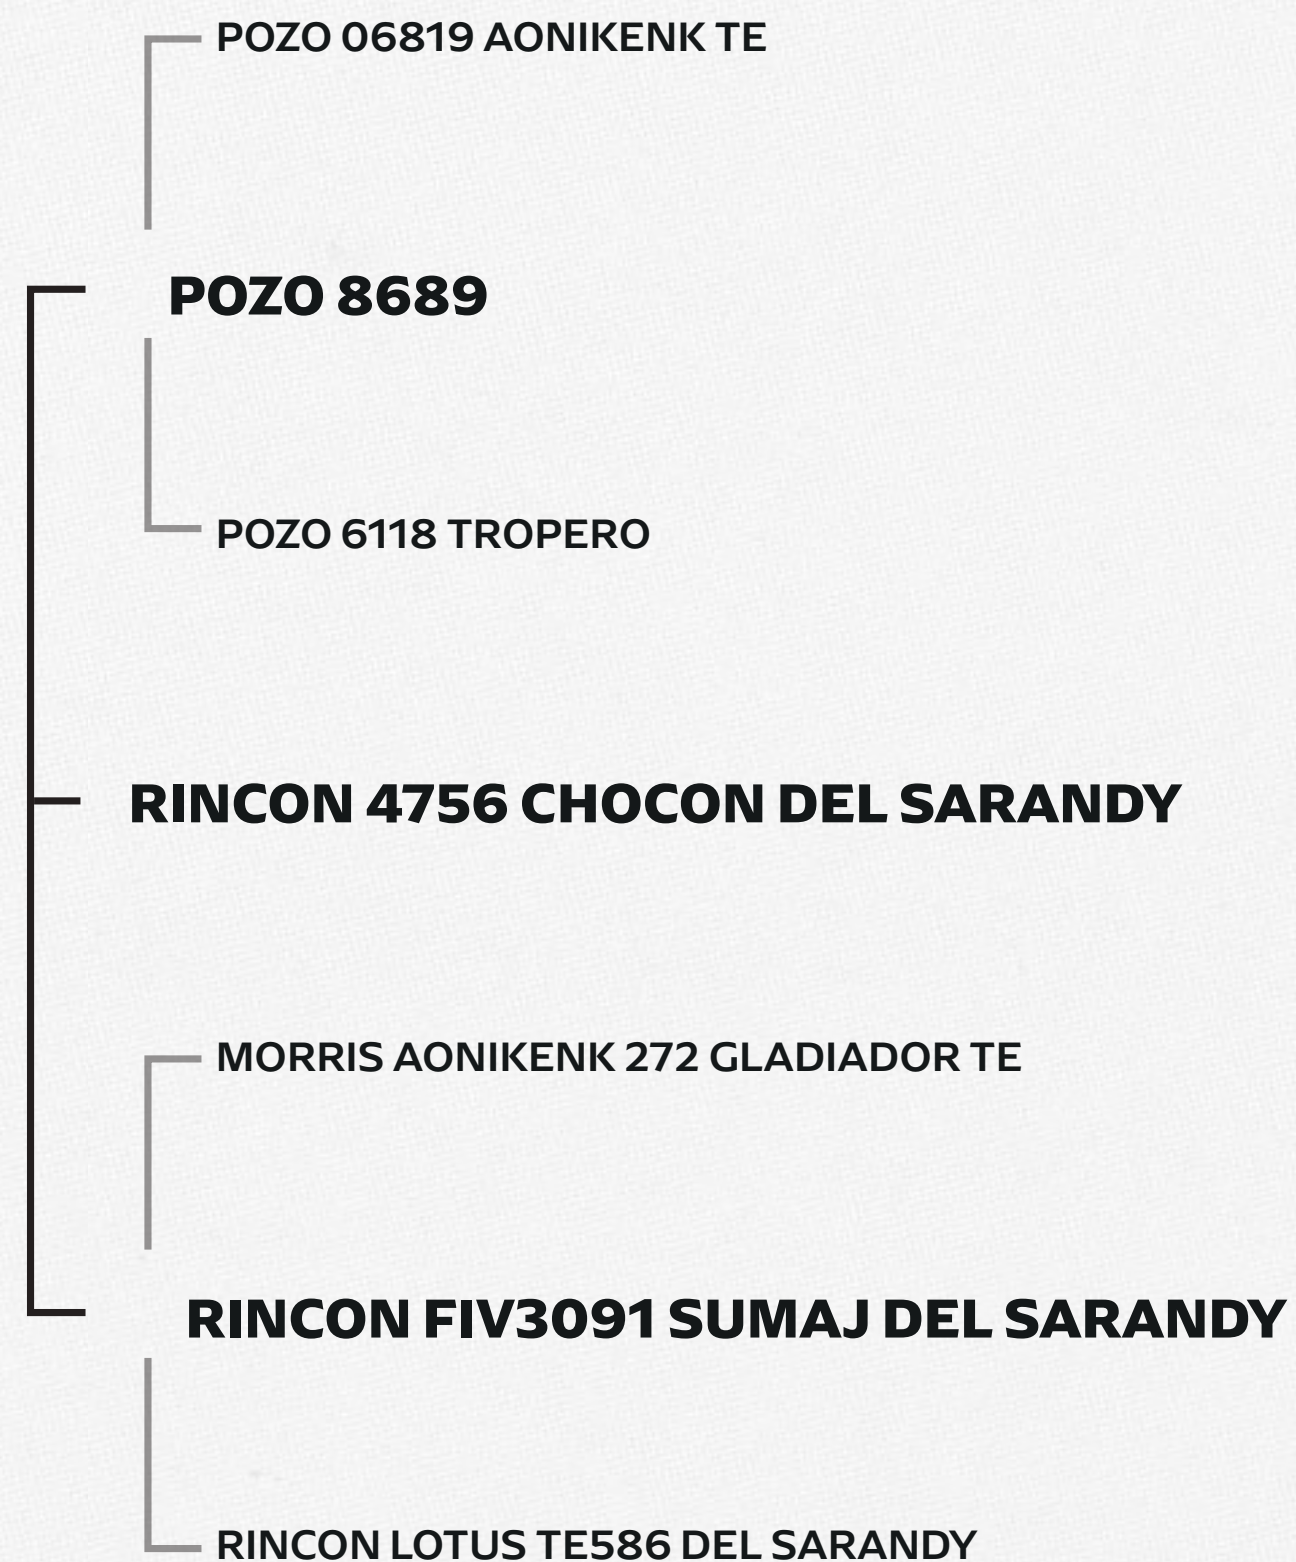 POZO 06819 AONIKENK TE
POZO 8689
POZO 6118 TROPERO
RINCON 4756 CHOCON DEL SARANDY
MORRIS AONIKENK 272 GLADIADOR TE
RINCON FIV3091 SUMAJ DEL SARANDY
RINCON LOTUS TE586 DEL SARANDY